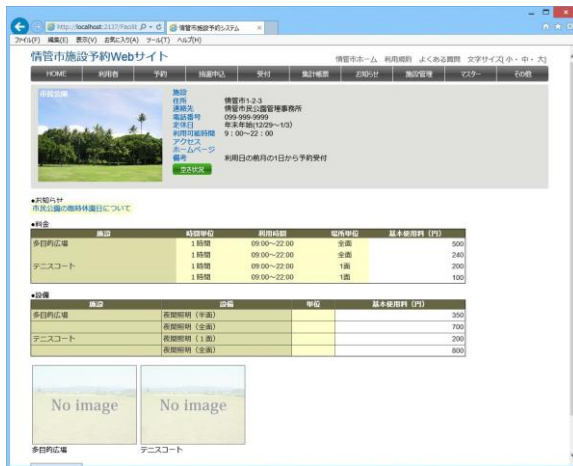 http://localhost:2117/Facilit
情管市施設予約システム
ファイル(F) 編集(E) 表示(V) お気に入り(A) ツール(T) ヘルプ(H)
情管市施設予約Webサイト
情管市ホーム 利用規約 よくある質問 文字サイズ( 小・中・大)
HOME 利用者 予約 抽選申込 受付 集計帳票 お知らせ 施設管理 マスター その他
市民公園
施設
住所 情管市1-2-3
連絡先 情管市民公園管理事務所
電話番号 099-999-9999
定休日 年末年始(12/29~1/3)
利用可能時間 9:00~22:00
アクセス
ホームページ
備考 利用日の前月の1日から予約受付
空き状況
●お知らせ
市民公園の臨時休園日について
●料金
施設 時間単位 利用時間 場所単位 基本使用料(円)
多目的広場 1時間 09:00~22:00 全面 500
1時間 09:00~22:00 全面 240
テニスコート 1時間 09:00~22:00 1面 200
1時間 09:00~22:00 1面 100
●設備
施設 設備 単位 基本使用料(円)
多目的広場 夜間照明(半面) 350
夜間照明(全面) 700
テニスコート 夜間照明(1面) 200
夜間照明(全面) 800
No image No image
多目的広場 テニスコート